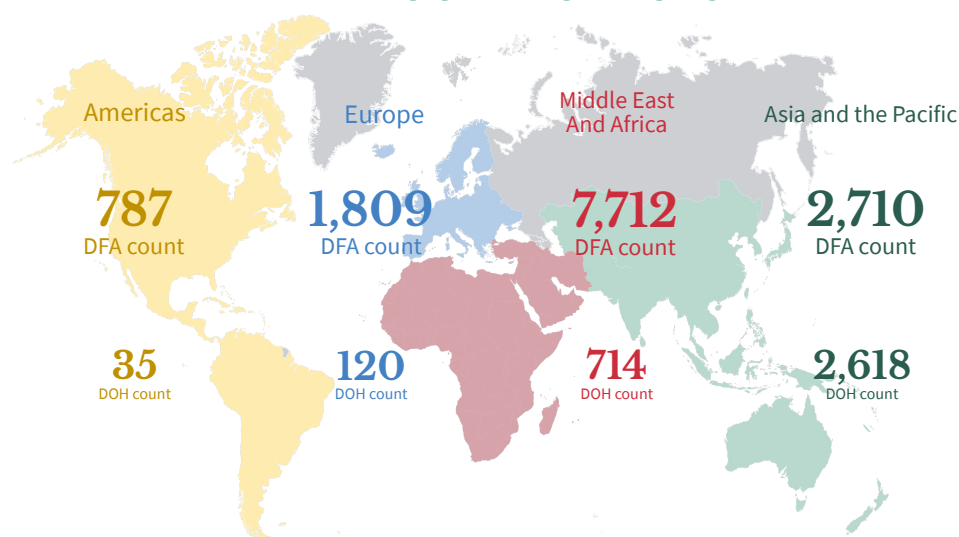 Americas
787
DFA count
35
DOH count
Europe
1,809
DFA count
120
DOH count
Middle East
And Africa
7,712
DFA count
714
DOH count
Asia and the Pacific
2,710
DFA count
2,618
DOH count